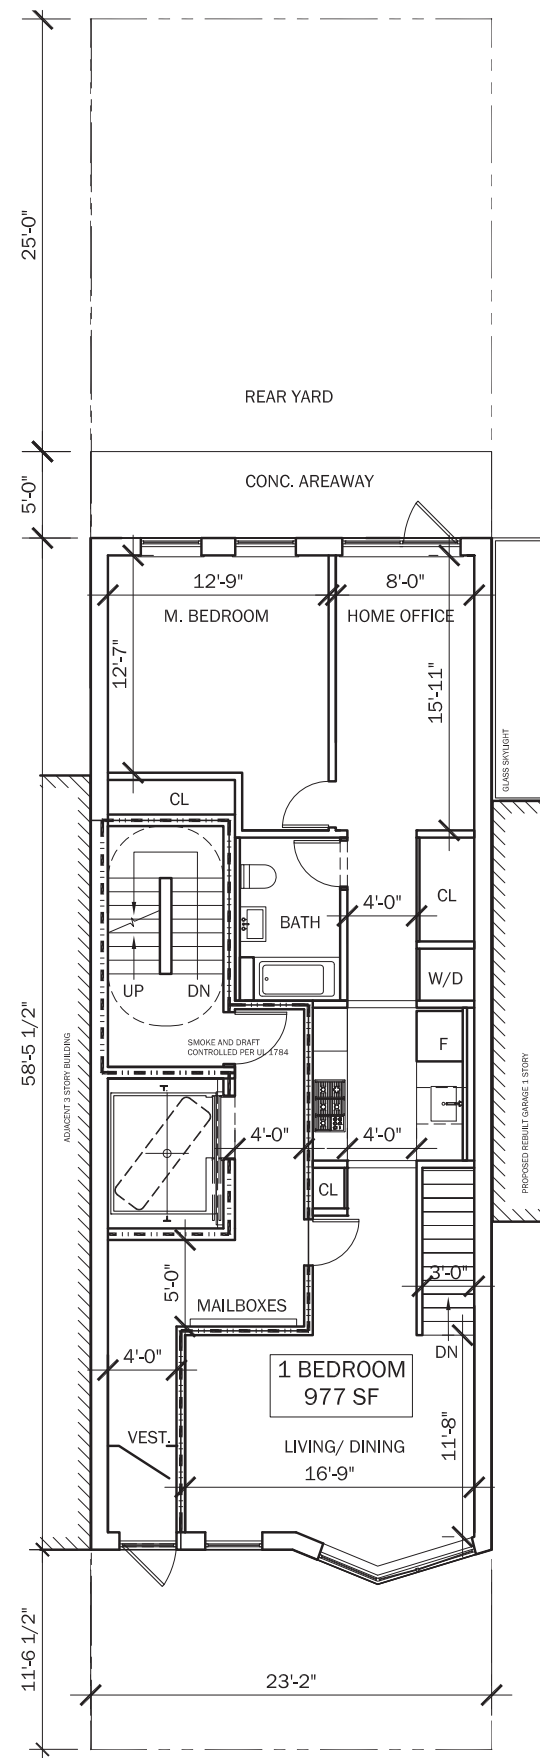 25'-0"
REAR YARD
5'-0"
CONC. AREAWAY
12'-9"
8'-0"
M. BEDROOM
HOME OFFICE
12'-7"
15'-11"
GLASS SKYLIGHT
CL
CL
4'-0"
BATH
W/D
UP
DN
SMOKE AND DRAFT
CONTROLLED PER UL 1784
F
58'-5 1/2"
ADJACENT 3 STORY BUILDING
PROPOSED REBUILT GARAGE 1 STORY
4'-0"
4'-0"
CL
5'-0"
3'-0"
MAILBOXES
DN
4'-0"
1 BEDROOM
977 SF
11'-8"
VEST.
LIVING/ DINING
16'-9"
11'-6 1/2"
23'-2"